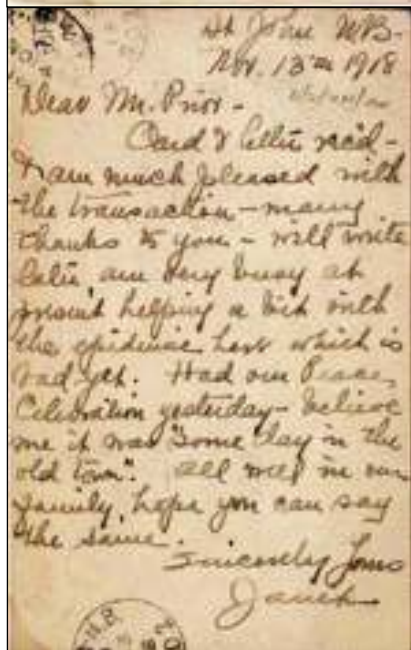 St John N.B.
Nov. 13th 1918
Dear Mr. Prior -
Card & letter rec'd -
I am much pleased with
the transaction - many
thanks to you - will write
later, am very busy at
present helping a bit with
the epidemic here which is
bad yet. Had our Peace
Celebration yesterday - believe
me it was "some day in the
old town". All well in our
family, hope you can say
the same.
Sincerely Yours